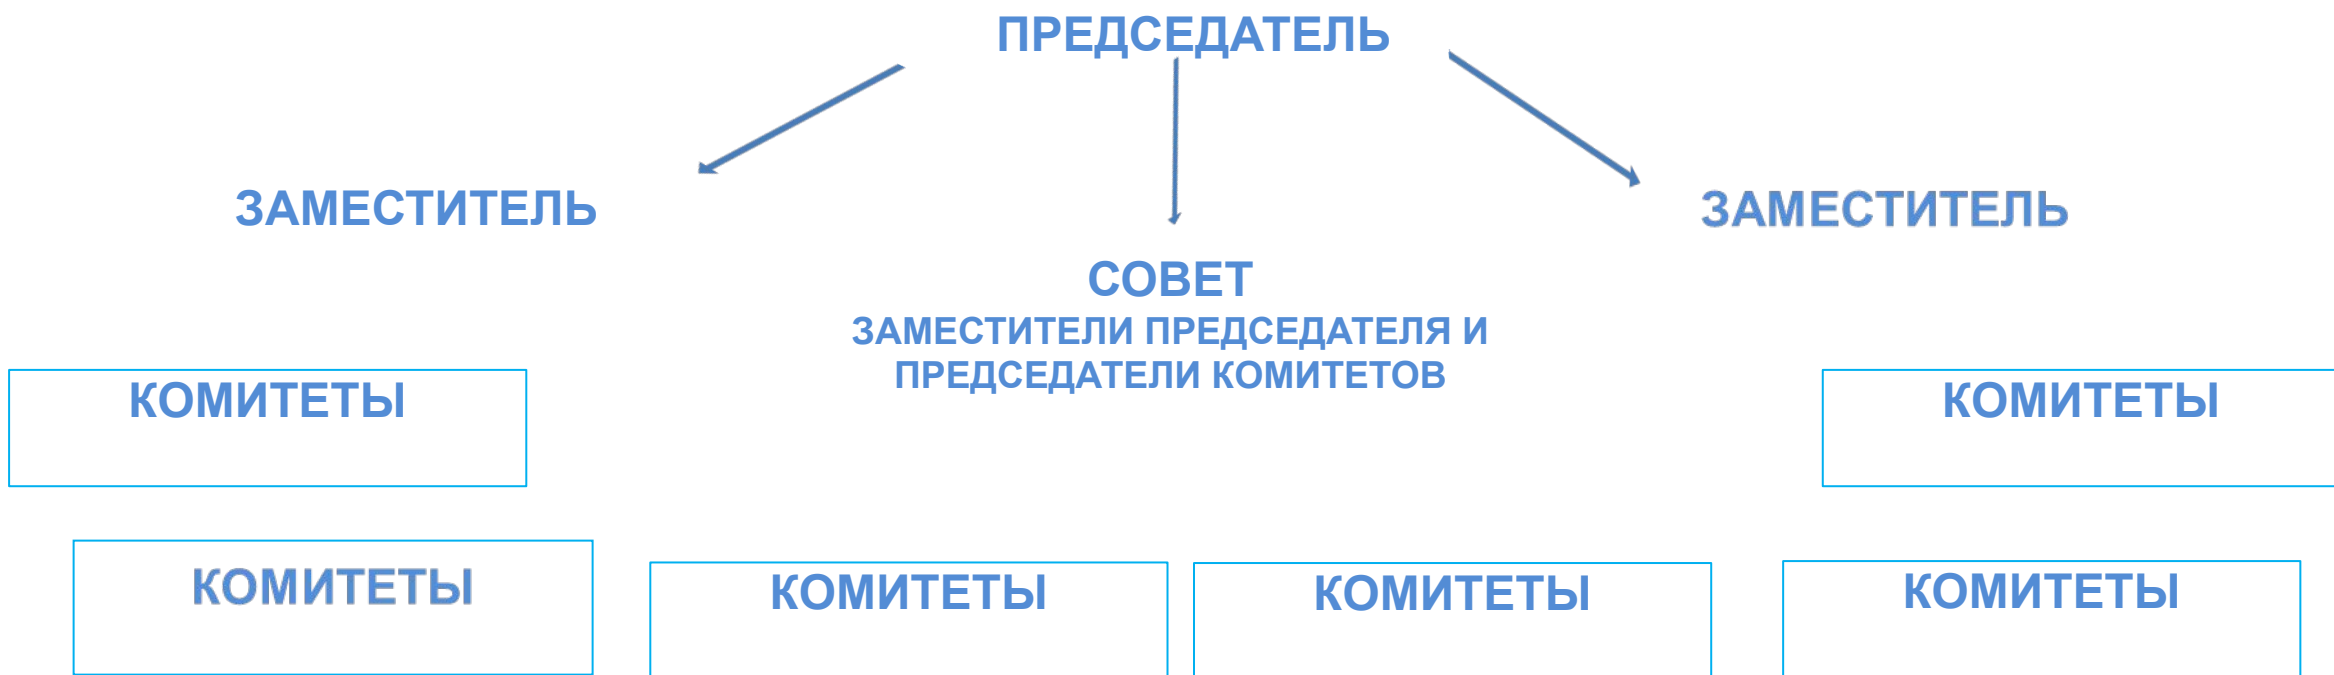 ПРЕДСЕДАТЕЛЬ
ЗАМЕСТИТЕЛЬ
ЗАМЕСТИТЕЛЬ
СОВЕТ
ЗАМЕСТИТЕЛИ ПРЕДСЕДАТЕЛЯ И
ПРЕДСЕДАТЕЛИ КОМИТЕТОВ
КОМИТЕТЫ
КОМИТЕТЫ
КОМИТЕТЫ
КОМИТЕТЫ
КОМИТЕТЫ
КОМИТЕТЫ